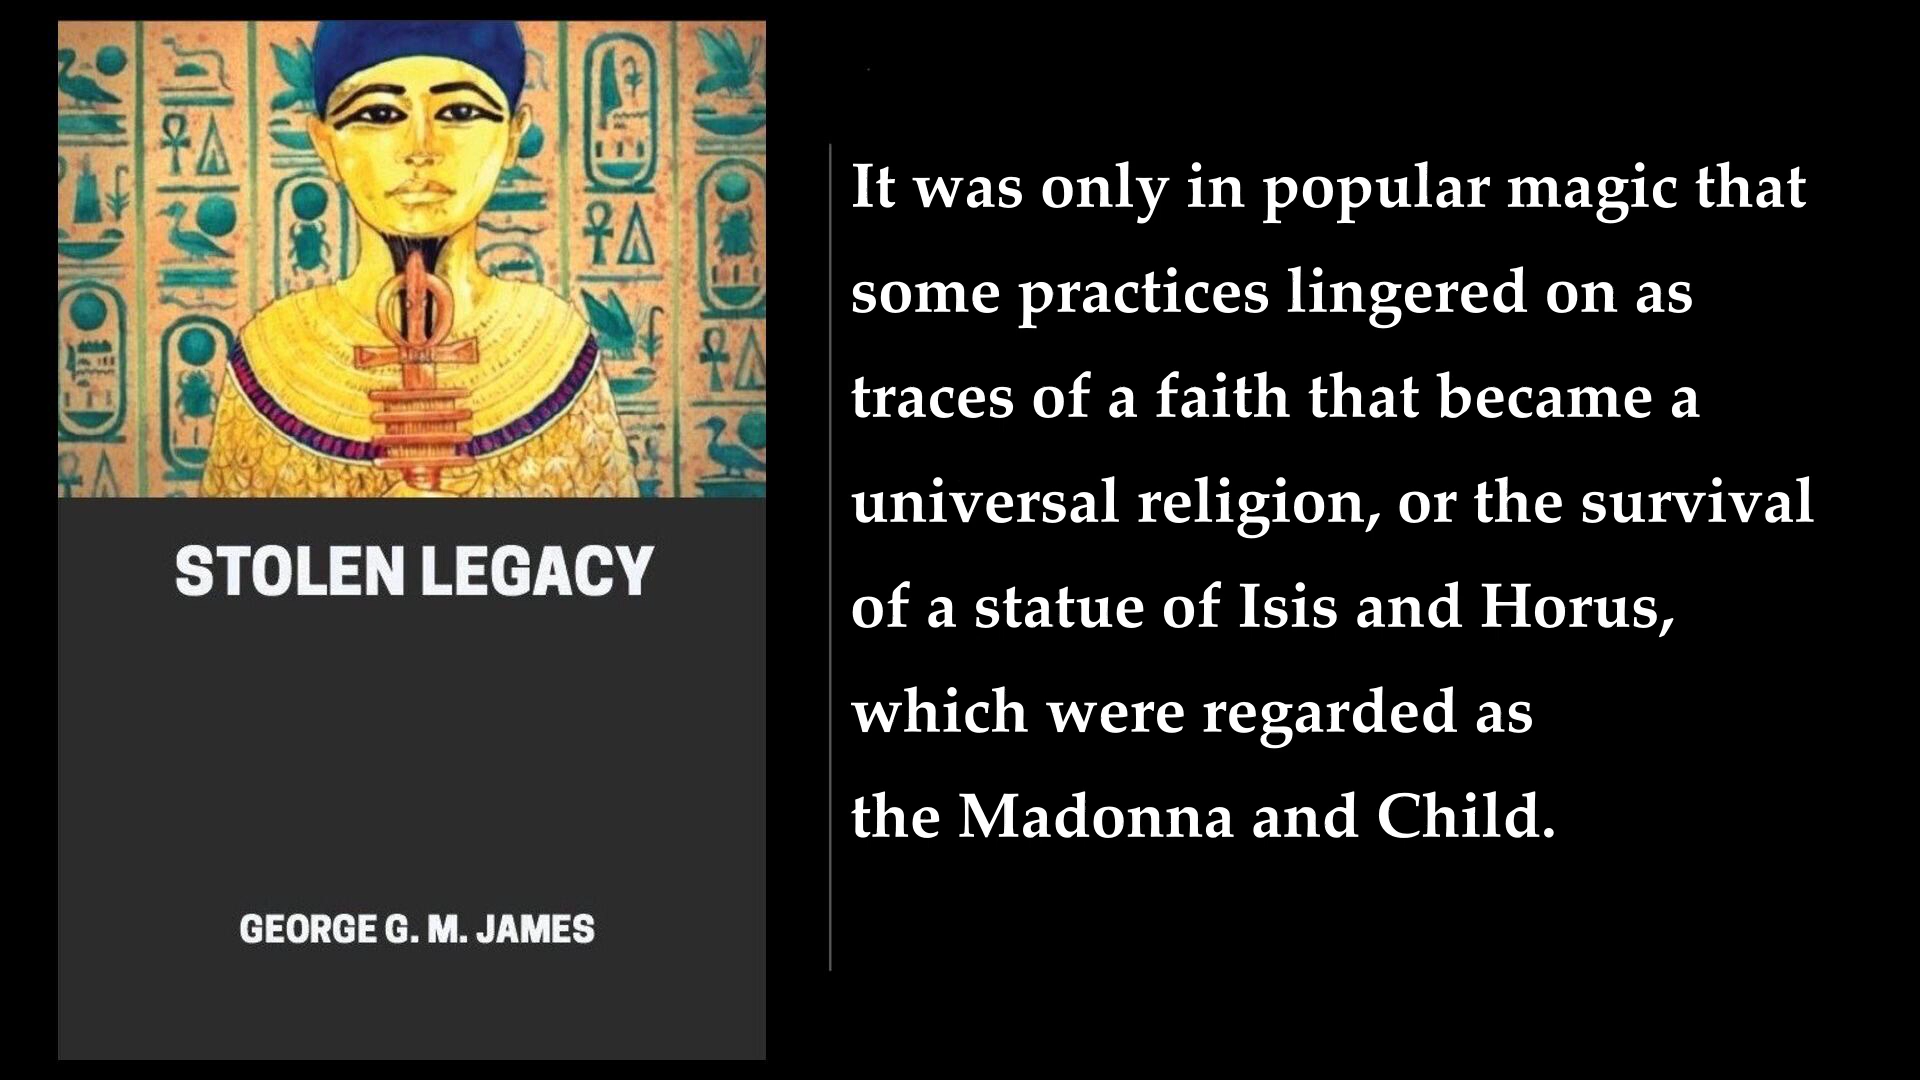 STOLEN LEGACY
GEORGE G. M. JAMES
It was only in popular magic that
some practices lingered on as
traces of a faith that became a
universal religion, or the survival
of a statue of Isis and Horus,
which were regarded as
the Madonna and Child.